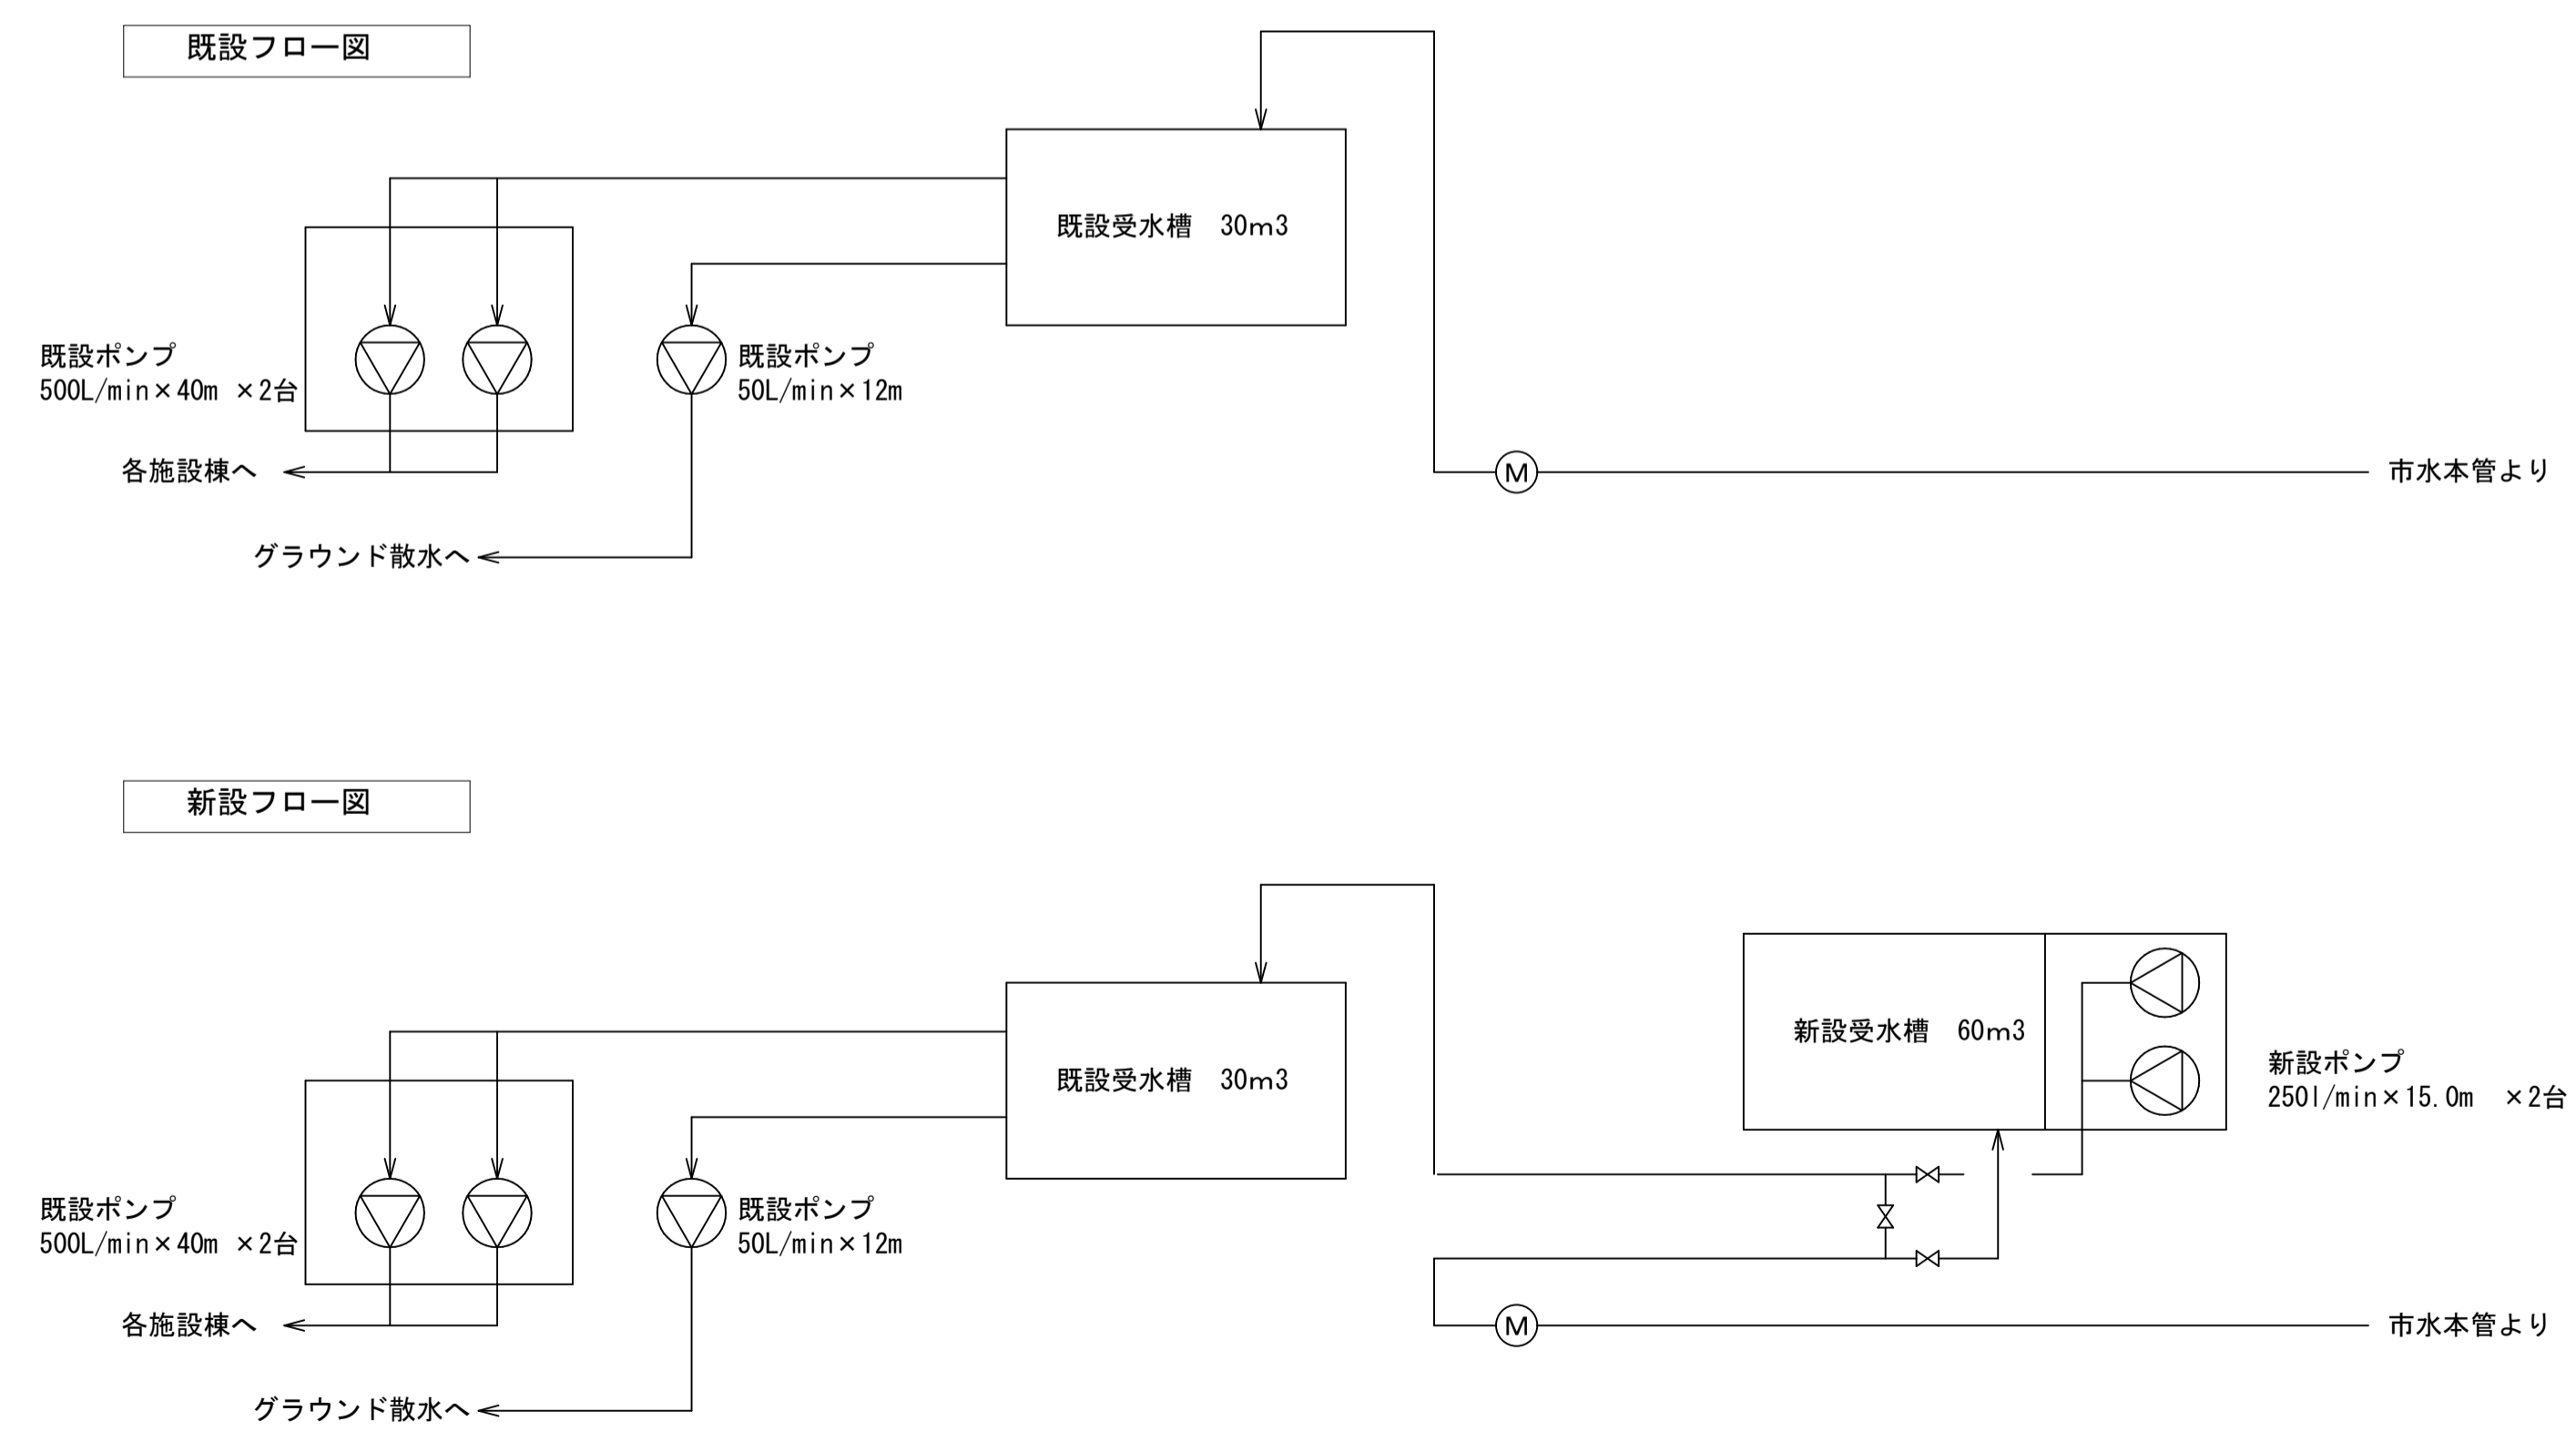 既設フロー図
既設受水槽　30m3
既設ポンプ
500L/min×40m ×2台
既設ポンプ
50L/min×12m
各施設棟へ
M
市水本管より
グラウンド散水へ
新設フロー図
新設受水槽　60m3
既設受水槽　30m3
新設ポンプ
250l/min×15.0m　×2台
既設ポンプ
500L/min×40m ×2台
既設ポンプ
50L/min×12m
各施設棟へ
M
市水本管より
グラウンド散水へ